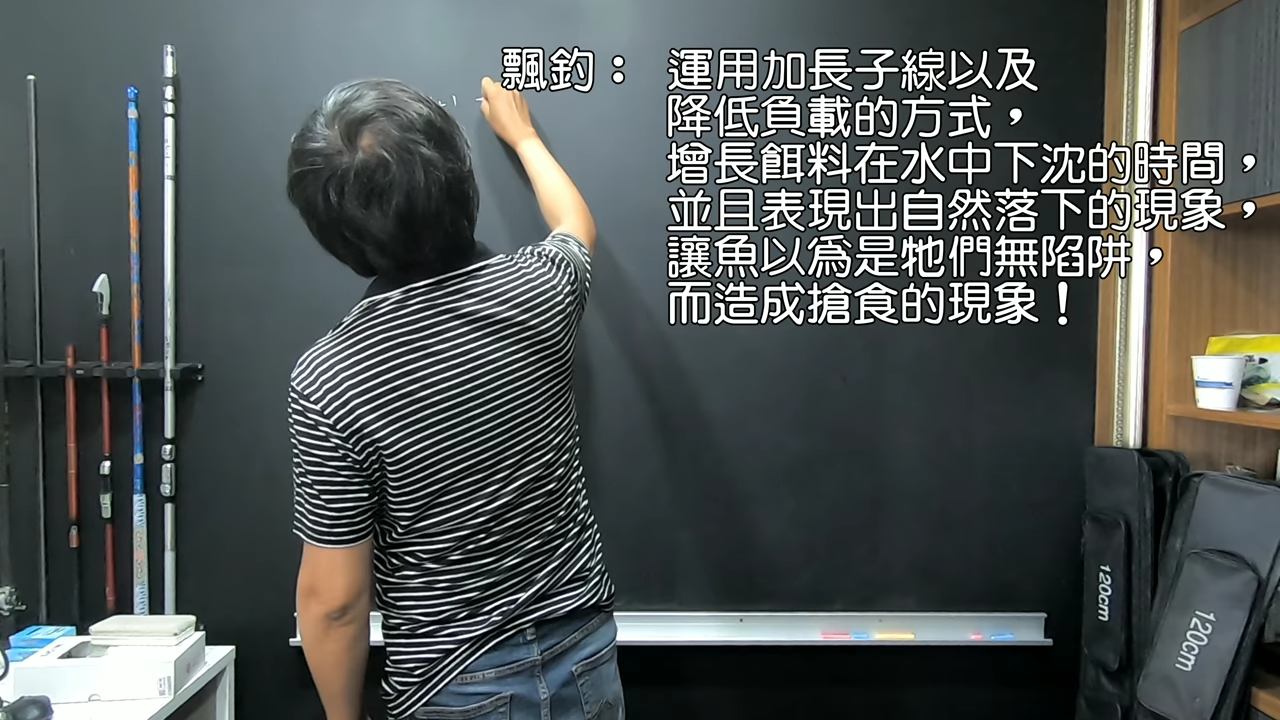 飄釣： 運用加長子線以及
降低負載的方式，
增長餌料在水中下沈的時間，
並且表現出自然落下的現象，
讓魚以為是牠們無陷阱，
而造成搶食的現象！
120cm
120cm